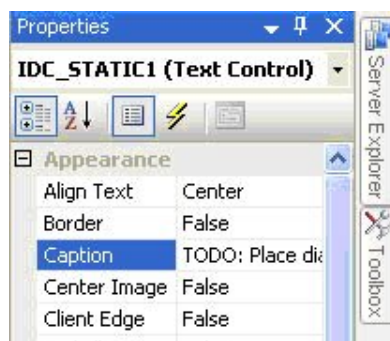 Properties
IDC_STATIC1 (Text Control)
Appearance
Align Text Center
Border False
Caption TODO: Place dia
Center Image False
Client Edge False
Server Explorer
Toolbox